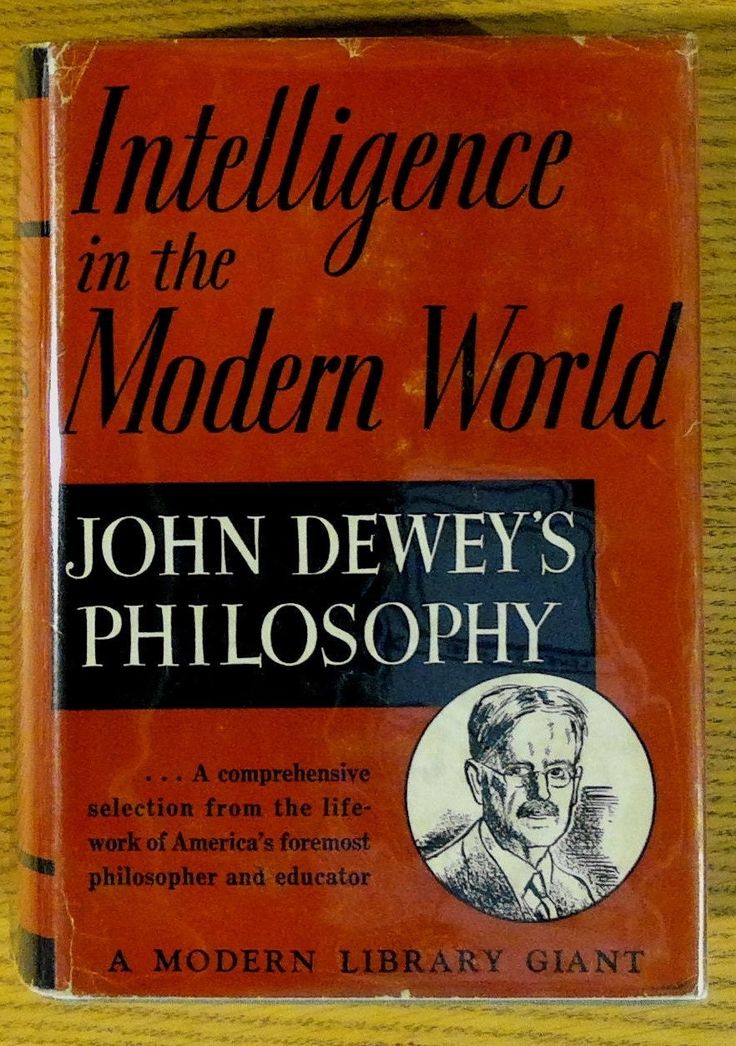 Intelligence
in the
Modern World
JOHN DEWEY'S
PHILOSOPHY
... A comprehensive
selection from the life-
work of America's foremost
philosopher and educator
A MODERN LIBRARY GIANT